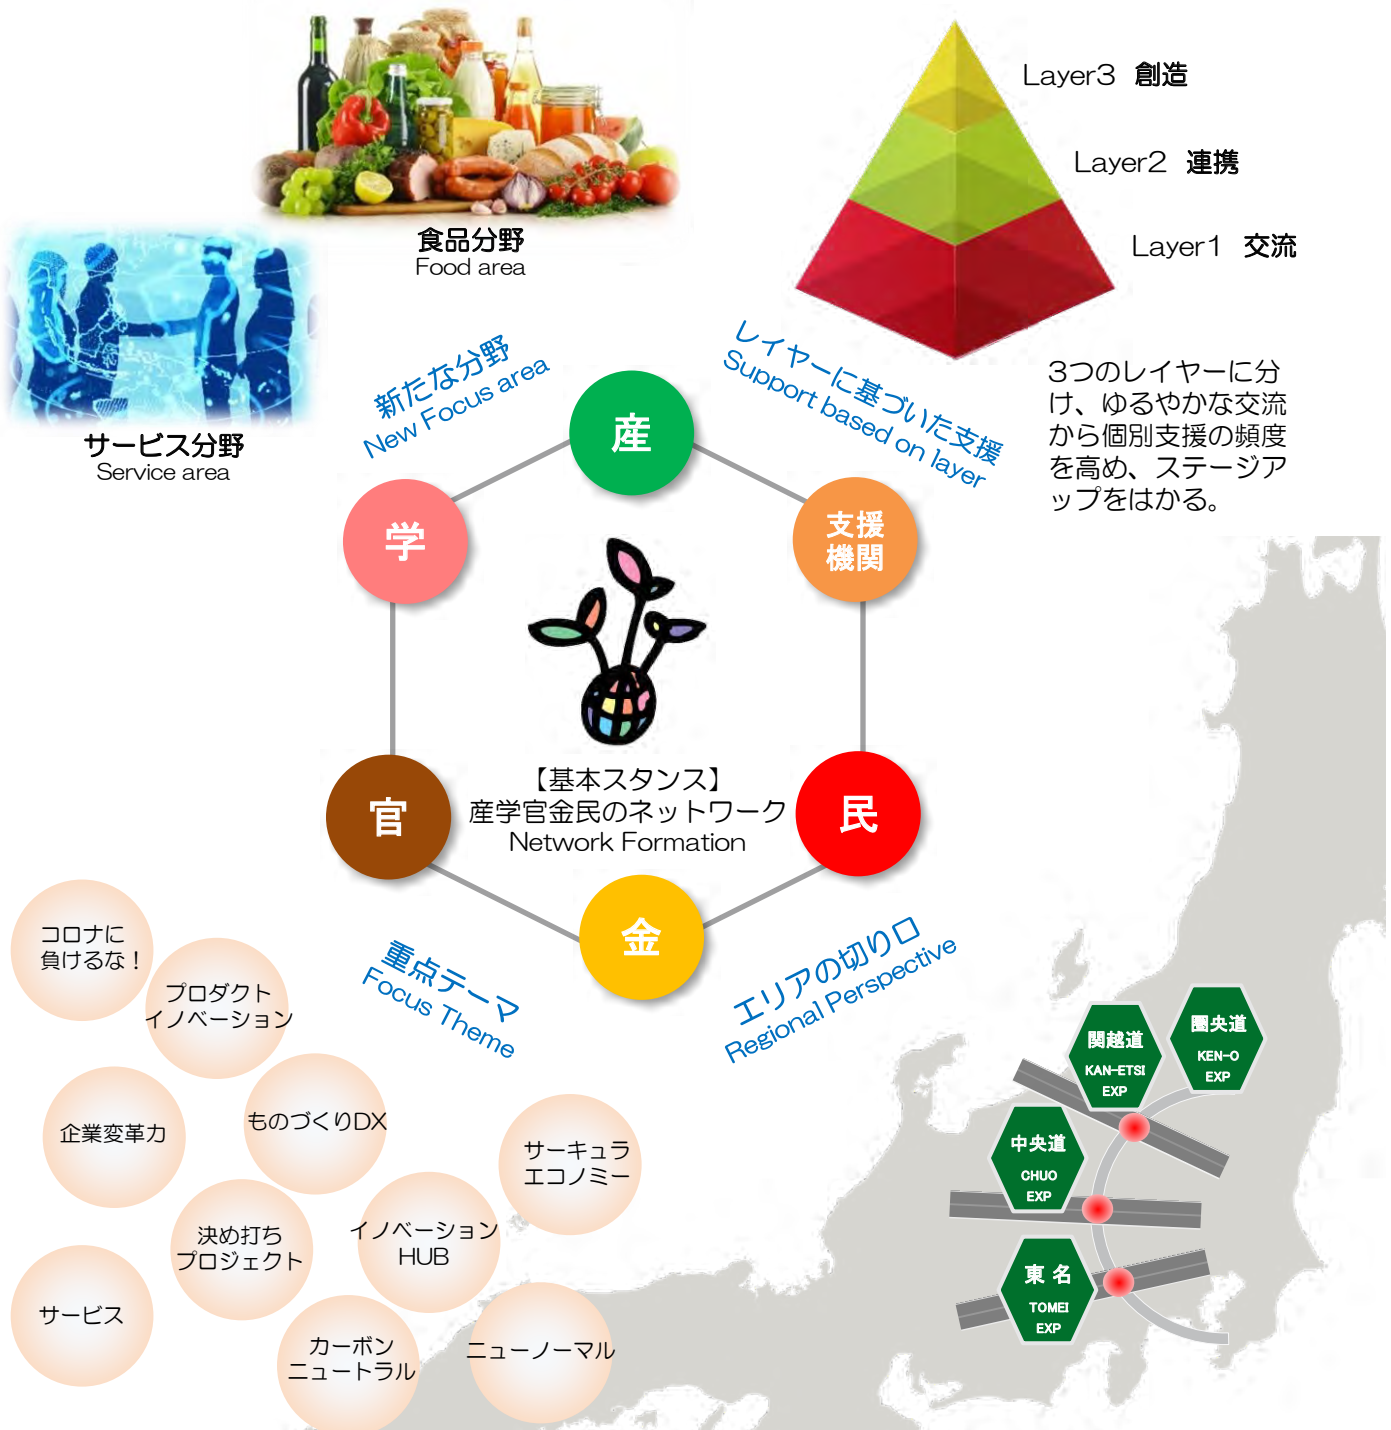 食品分野
Food area
サービス分野
Service area
Layer3 創造
Layer2 連携
Layer1 交流
3つのレイヤーに分
け、ゆるやかな交流
から個別支援の頻度
を高め、ステージア
ップをはかる。
新たな分野
New Focus area
レイヤーに基づいた支援
Support based on layer
産
学
支援
機関
官
民
金
【基本スタンス】
産学官金民のネットワーク
Network Formation
重点テーマ
Focus Theme
エリアの切り口
Regional Perspective
コロナに
負けるな！
プロダクト
イノベーション
企業変革力
ものづくりDX
サーキュラ
エコノミー
決め打ち
プロジェクト
イノベーション
HUB
サービス
カーボン
ニュートラル
ニューノーマル
関越道
KAN-ETSI
EXP
圏央道
KEN-O
EXP
中央道
CHUO
EXP
東 名
TOMEI
EXP